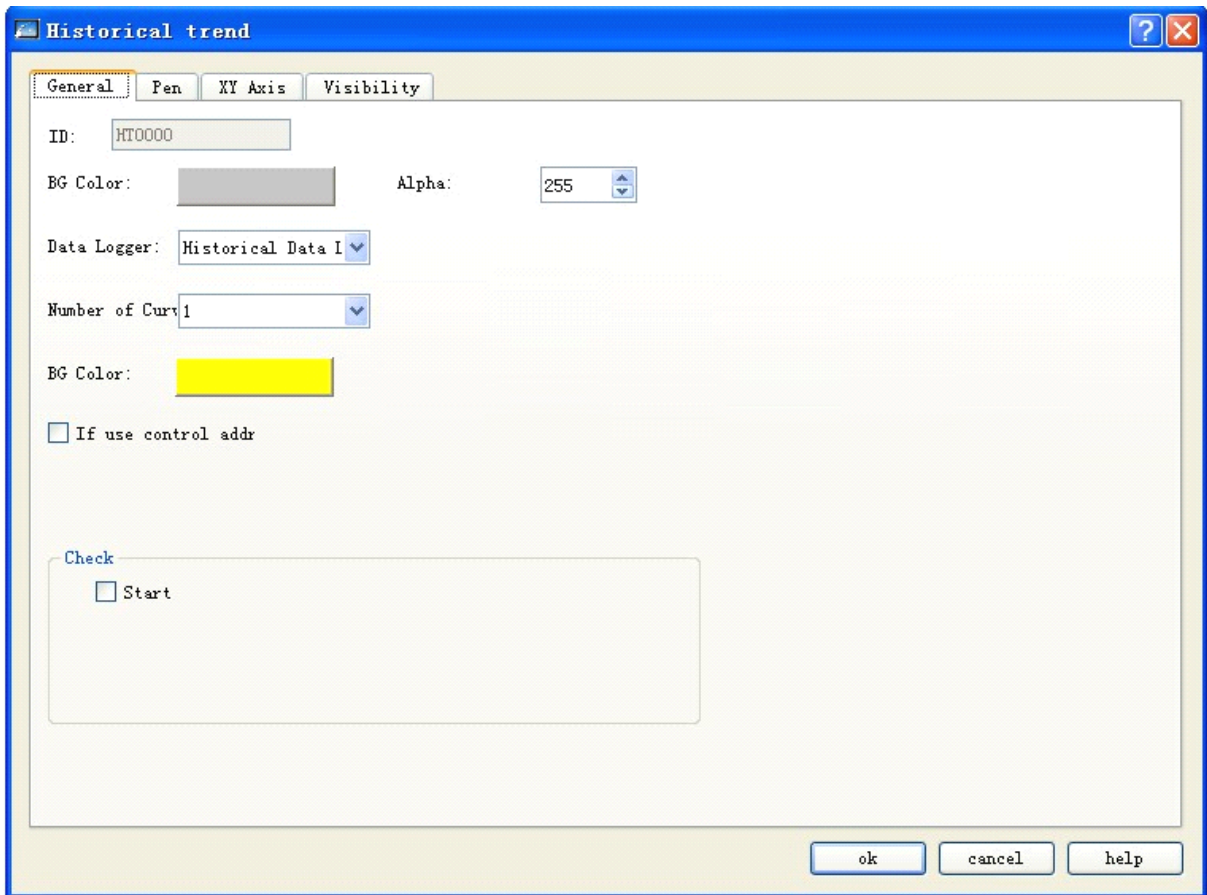 Historical trend
General Pen XY Axis Visibility
ID: HT0000
BG Color: Alpha: 255
Data Logger: Historical Data
Number of 1
BG Color:
If use control addr
Check
Start
ok cancel help